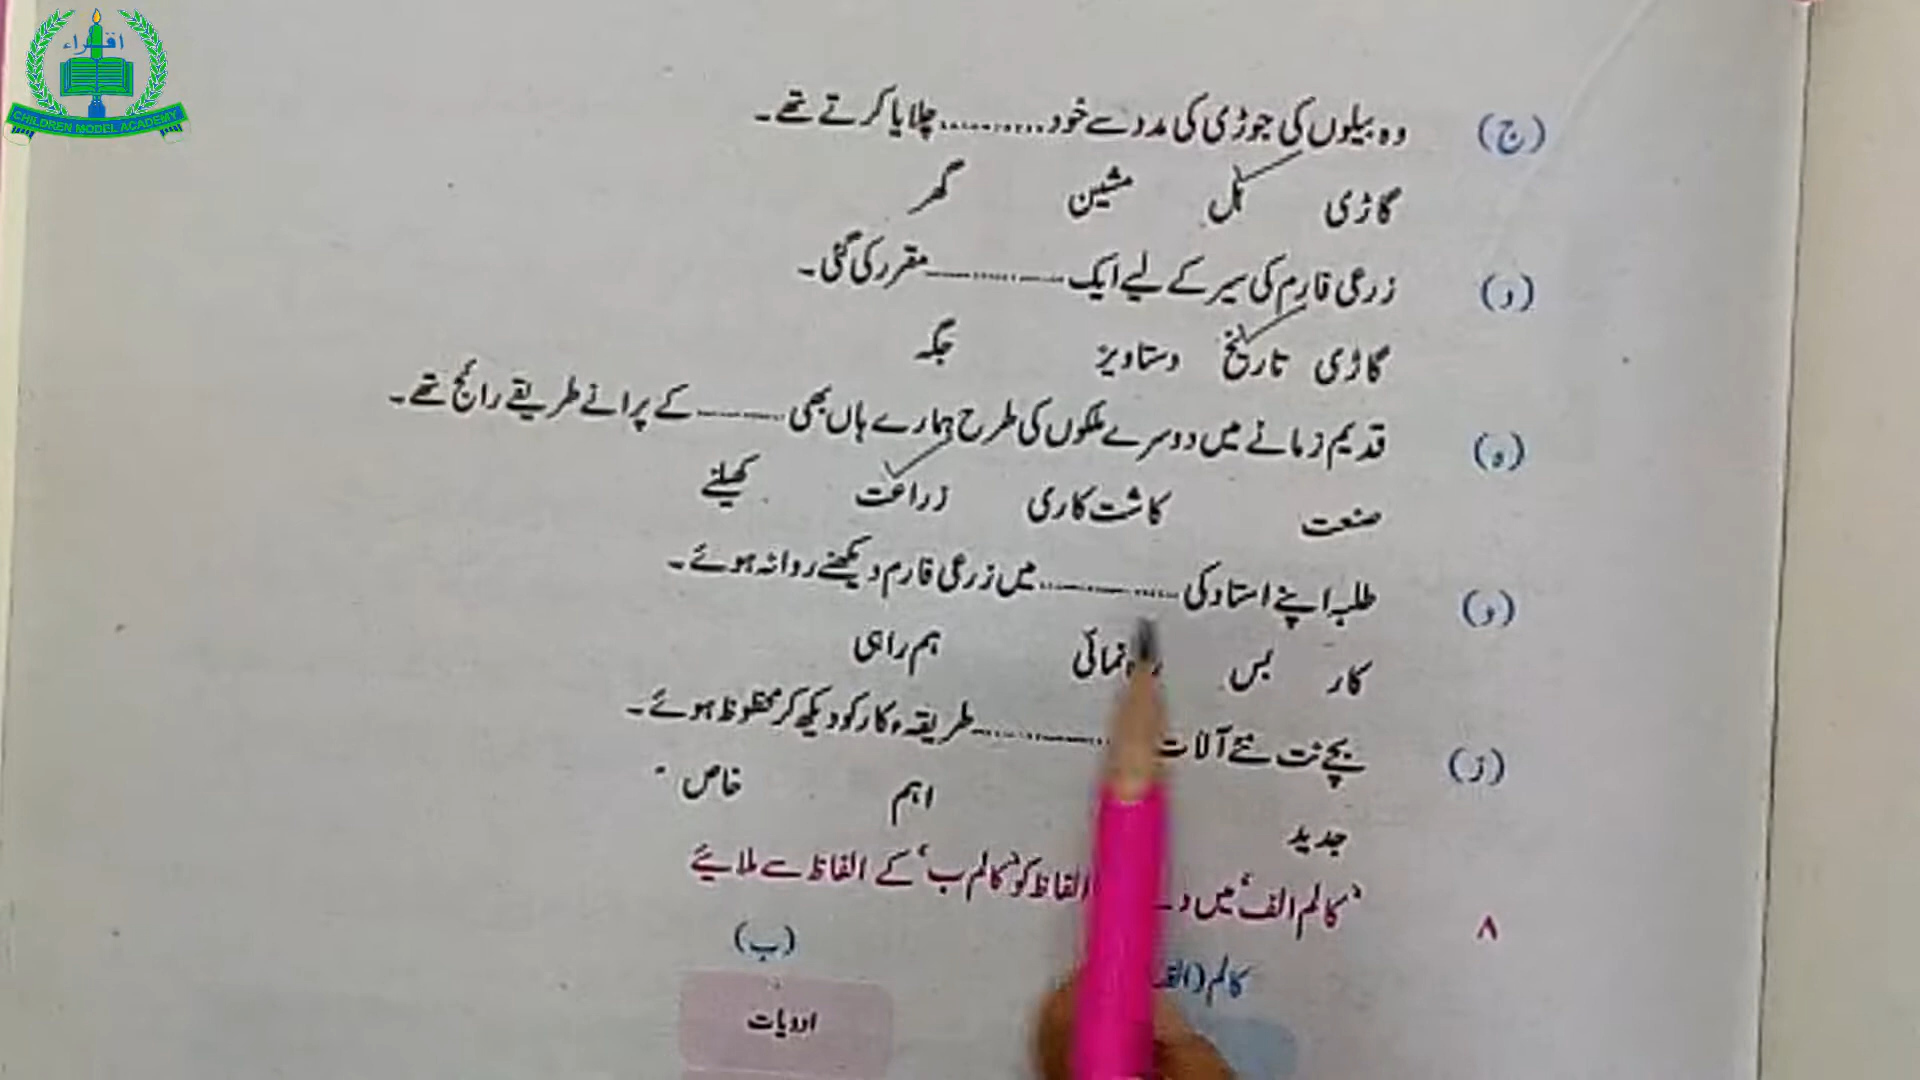 اقراء
CHILDREN MODEL ACADEMY
(ج) وہ بیلوں کی جوڑی کی مدد سے خود ............ چلایا کرتے تھے۔
گاڑی ہل مشین گھر
(د) زرعی فارم کی سیر کے لیے ایک ............ مقرر کی گئی۔
گاڑی تاریخ دستاویز جگہ
(ہ) قدیم زمانے میں دوسرے ملکوں کی طرح ہمارے ہاں بھی ............ کے پرانے طریقے رائج تھے۔
صنعت کاشت کاری زراعت کھیلنے
(و) طلبہ اپنے استاد کی ............ میں زرعی فارم دیکھنے روانہ ہوئے۔
کار بس ہم راہی
(ز) بچے نت نئے آلات ............ طریقہ ٔ کار کو دیکھ کر محظوظ ہوئے۔
جدید اہم خاص
۸ ’کالم الف‘ میں الفاظ کو ’کالم ب‘ کے الفاظ سے ملائیے
کالم (الف (ب)
ادویات